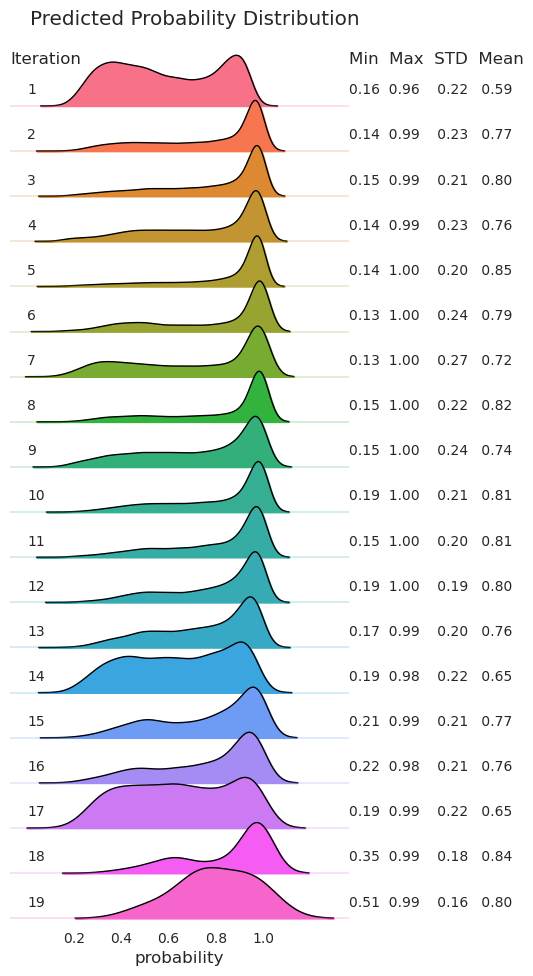 Predicted Probability Distribution
Iteration Min Max STD Mean
1 0.16 0.96 0.22 0.59
2 0.14 0.99 0.23 0.77
3 0.15 0.99 0.21 0.80
4 0.14 0.99 0.23 0.76
5 0.14 1.00 0.20 0.85
6 0.13 1.00 0.24 0.79
7 0.13 1.00 0.27 0.72
8 0.15 1.00 0.22 0.82
9 0.15 1.00 0.24 0.74
10 0.19 1.00 0.21 0.81
11 0.15 1.00 0.20 0.81
12 0.19 1.00 0.19 0.80
13 0.17 0.99 0.20 0.76
14 0.19 0.98 0.22 0.65
15 0.21 0.99 0.21 0.77
16 0.22 0.98 0.21 0.76
17 0.19 0.99 0.22 0.65
18 0.35 0.99 0.18 0.84
19 0.51 0.99 0.16 0.80
0.2 0.4 0.6 0.8 1.0
probability